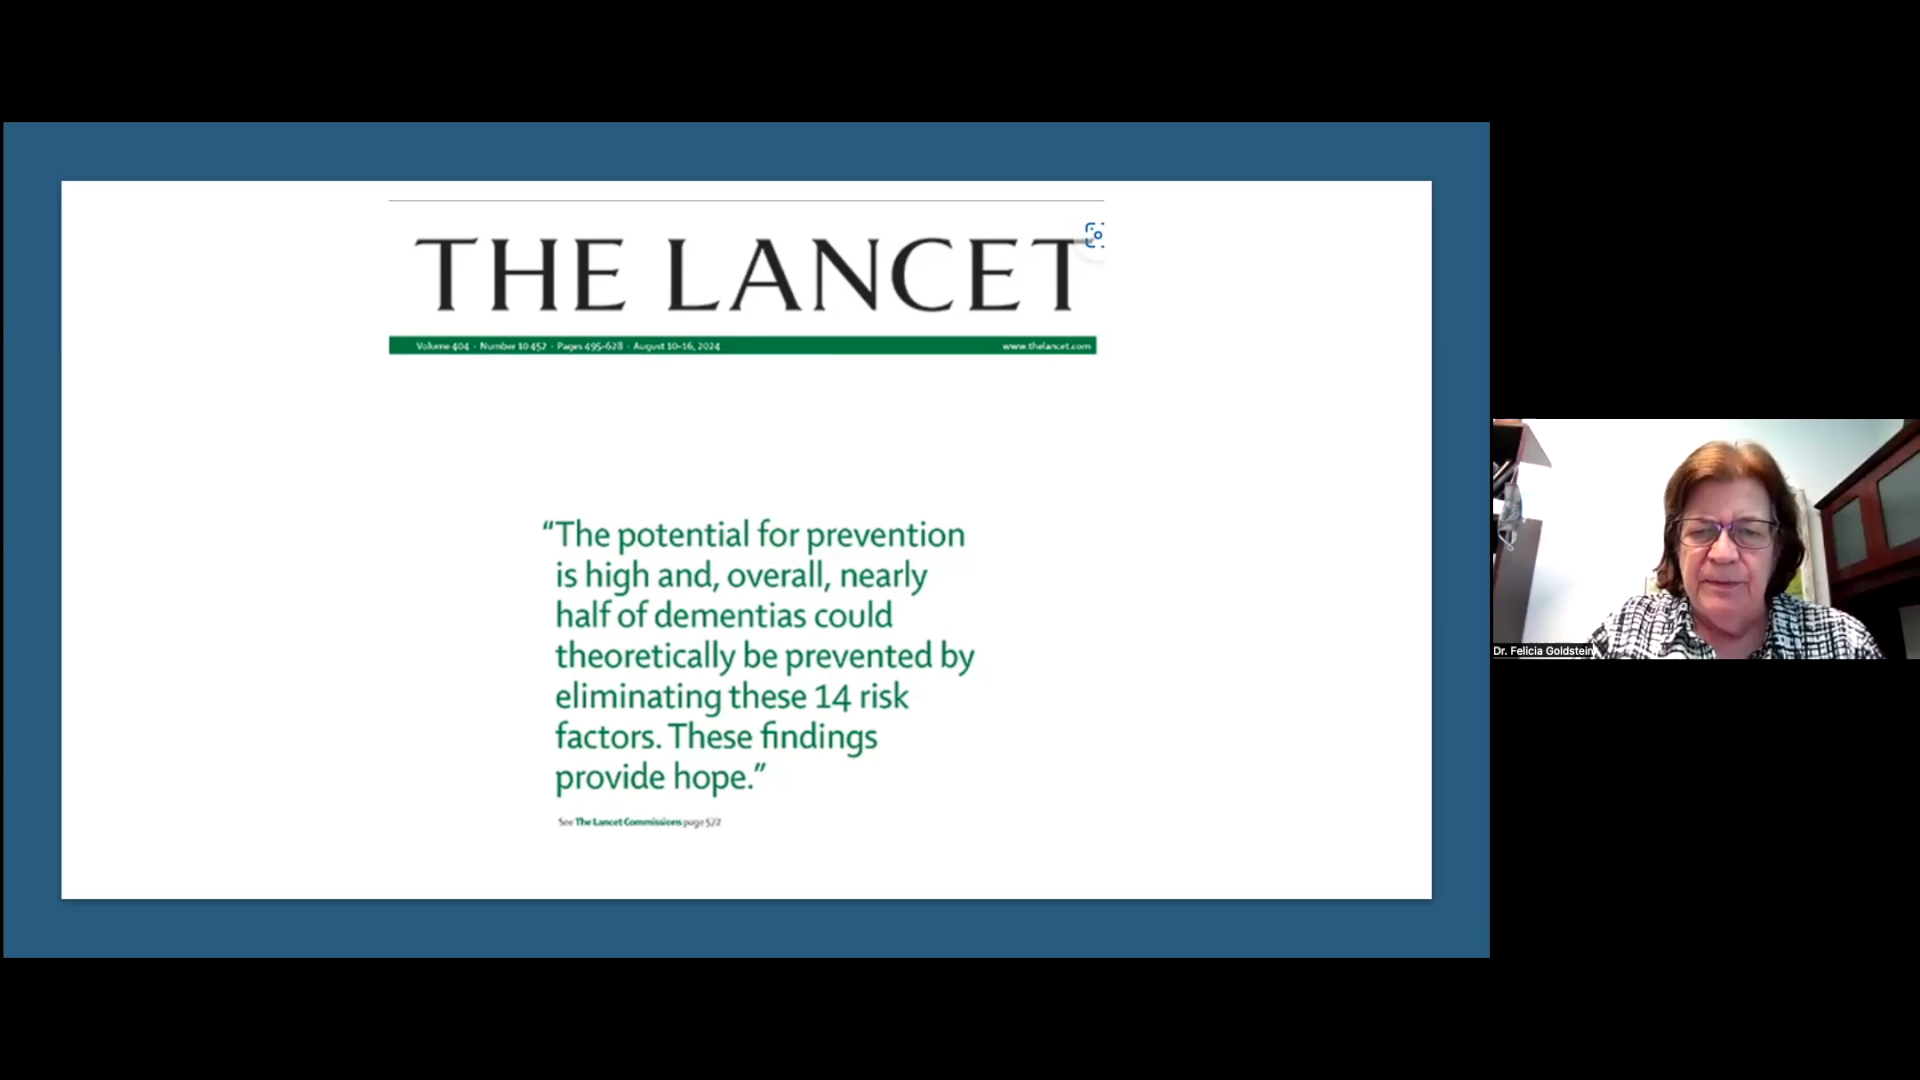 THE LANCET
Volume 404 · Number 10452 · Pages 495–628 · August 10–16, 2024
www.thelancet.com
“The potential for prevention
is high and, overall, nearly
half of dementias could
theoretically be prevented by
eliminating these 14 risk
factors. These findings
provide hope.”
See The Lancet Commissions page 572
Dr. Felicia Goldstein